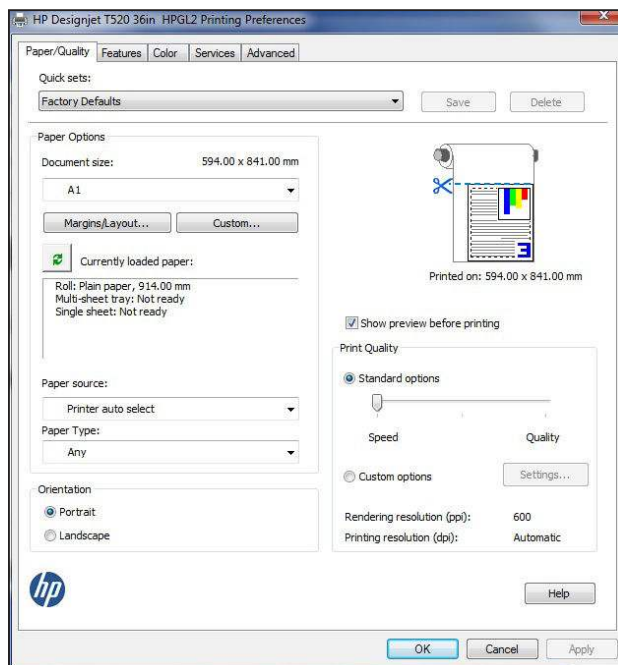 HP Designjet T520 36in HPGL2 Printing Preferences
Paper/Quality Features Color Services Advanced
Quick sets:
Factory Defaults Save Delete
Paper Options
Document size: 594.00 x 841.00 mm
A1
Margins/Layout... Custom...
Currently loaded paper:
Roll: Plain paper, 914.00 mm
Multi-sheet tray: Not ready
Single sheet: Not ready
Paper source:
Printer auto select
Paper Type:
Any
Orientation
Portrait
Landscape
3
Printed on: 594.00 x 841.00 mm
Show preview before printing
Print Quality
Standard options
Speed Quality
Custom options Settings...
Rendering resolution (ppi): 600
Printing resolution (dpi): Automatic
hp
Help
OK Cancel Apply